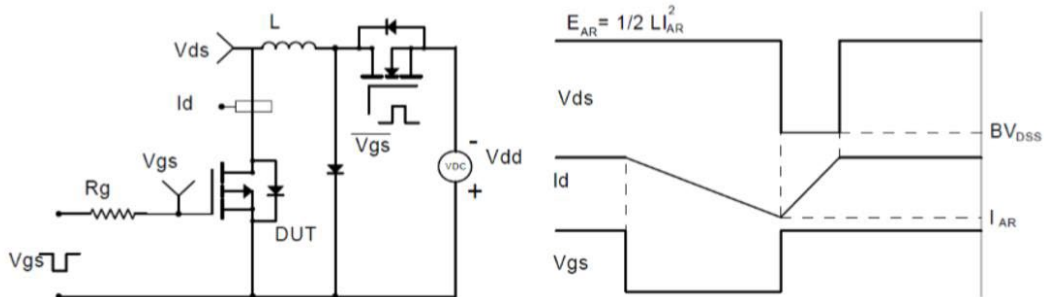 L
Vds
Id
Vgs
Rg
DUT
Vgs
Vgs
-
VDC
Vdd
+
E_AR = 1/2 LI_AR^2
Vds
BV_DSS
Id
I_AR
Vgs